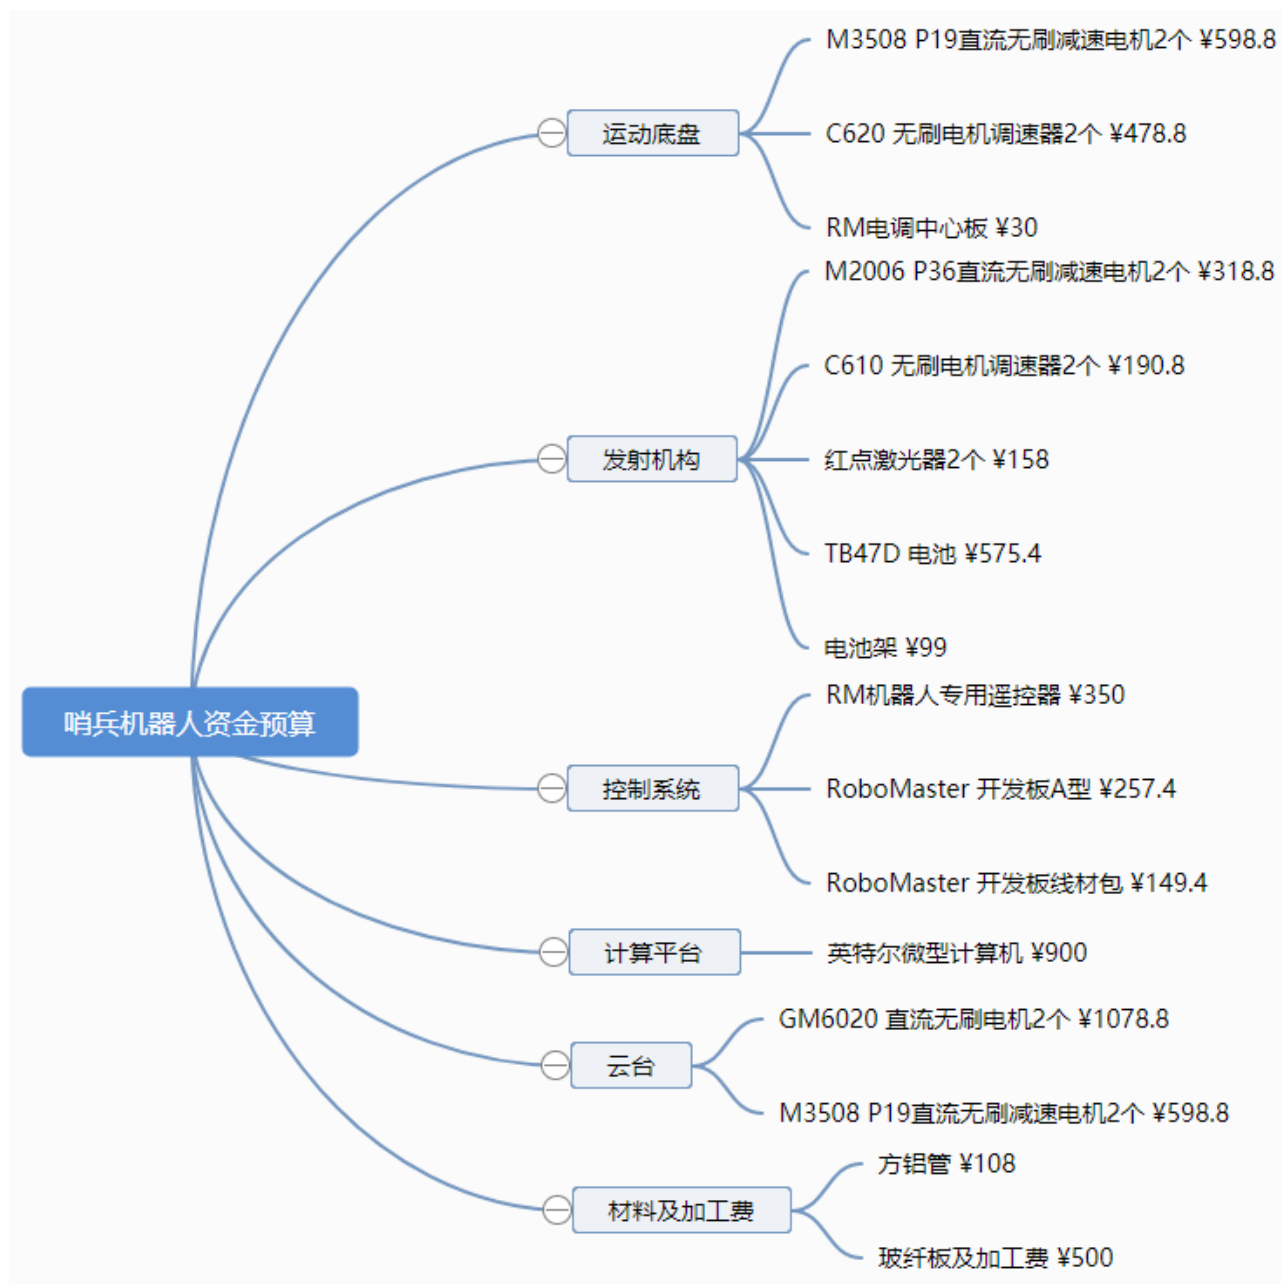 哨兵机器人资金预算
运动底盘
M3508 P19直流无刷减速电机2个 ¥598.8
C620 无刷电机调速器2个 ¥478.8
RM电调中心板 ¥30
发射机构
M2006 P36直流无刷减速电机2个 ¥318.8
C610 无刷电机调速器2个 ¥190.8
红点激光器2个 ¥158
TB47D 电池 ¥575.4
电池架 ¥99
控制系统
RM机器人专用遥控器 ¥350
RoboMaster 开发板A型 ¥257.4
RoboMaster 开发板线材包 ¥149.4
计算平台
英特尔微型计算机 ¥900
云台
GM6020 直流无刷电机2个 ¥1078.8
M3508 P19直流无刷减速电机2个 ¥598.8
材料及加工费
方铝管 ¥108
玻纤板及加工费 ¥500